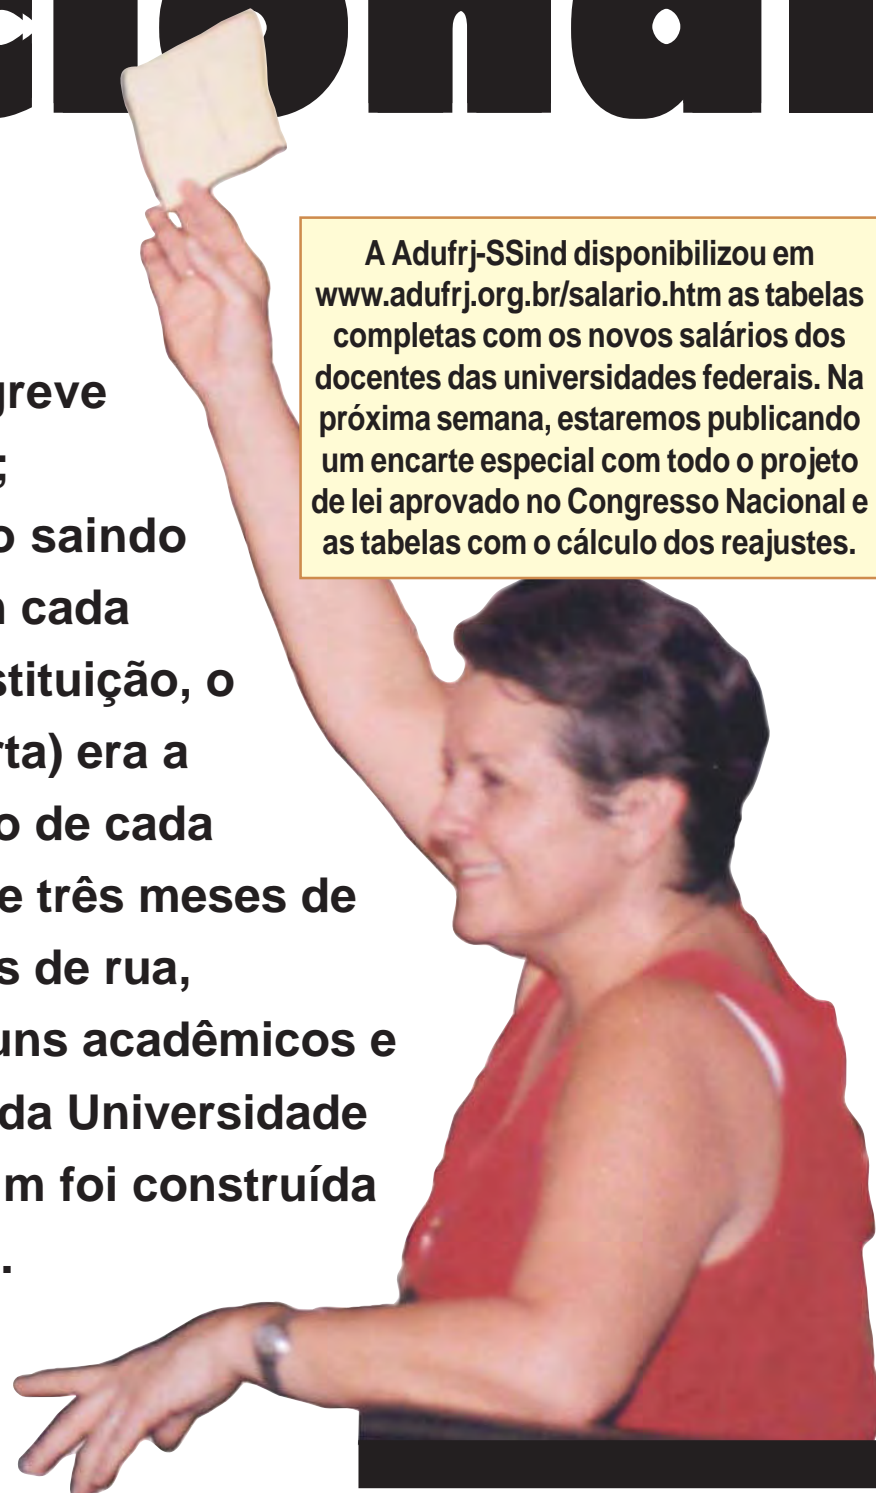 cional
A Adufrj-SSind disponibilizou em
www.adufrj.org.br/salario.htm as tabelas
completas com os novos salários dos
docentes das universidades federais. Na
próxima semana, estaremos publicando
um encarte especial com todo o projeto
de lei aprovado no Congresso Nacional e
as tabelas com o cálculo dos reajustes.
greve
;
o saindo
cada
stituição, o
rta) era a
o de cada
e três meses de
s de rua,
uns acadêmicos e
da Universidade
m foi construída
.